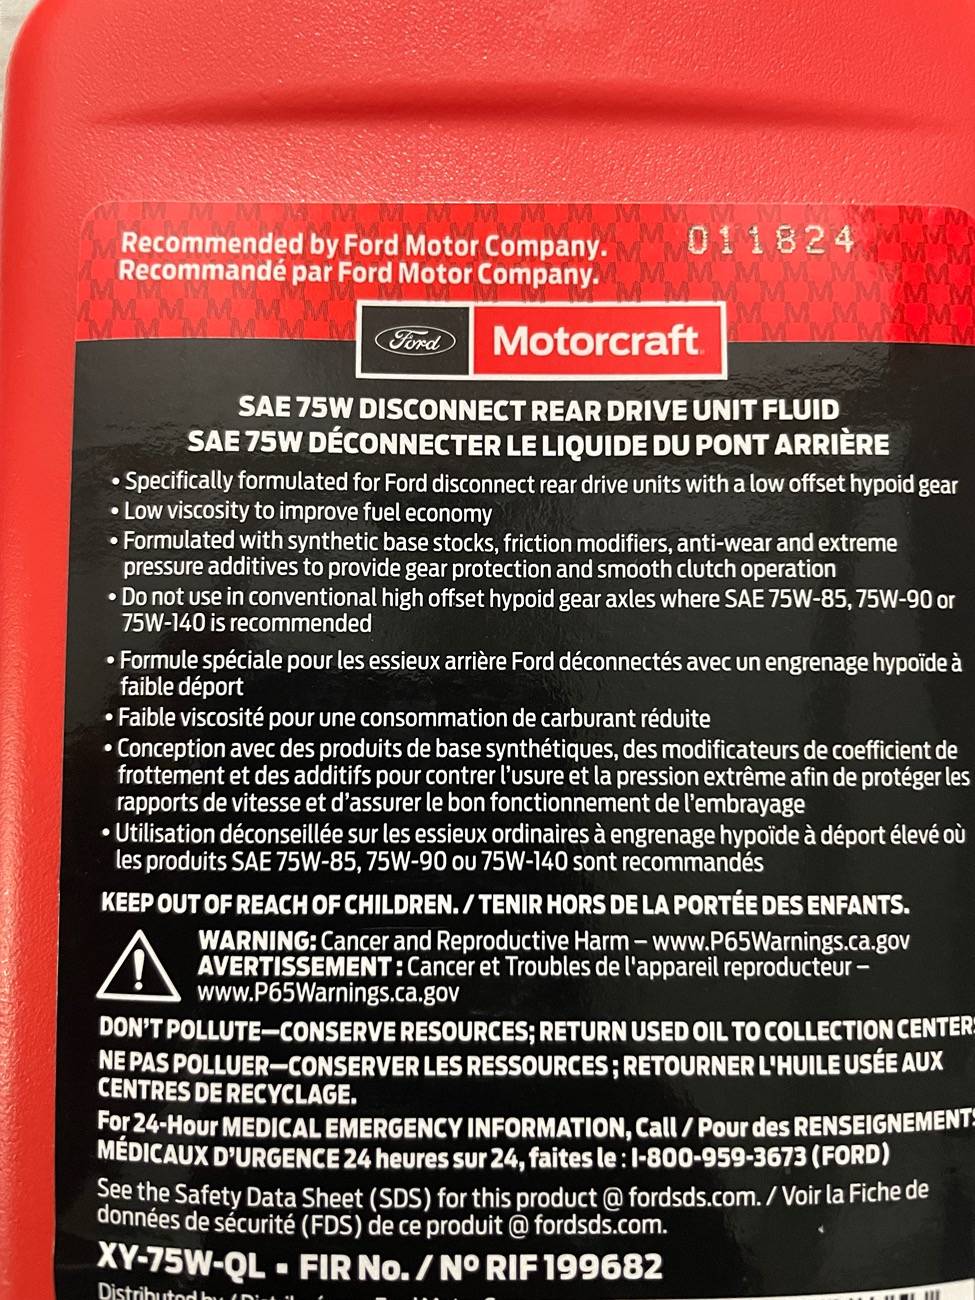 Recommended by Ford Motor Company.
011824
Recommandé par Ford Motor Company.
Ford Motorcraft
SAE 75W DISCONNECT REAR DRIVE UNIT FLUID
SAE 75W DÉCONNECTER LE LIQUIDE DU PONT ARRIÈRE
• Specifically formulated for Ford disconnect rear drive units with a low offset hypoid gear
• Low viscosity to improve fuel economy
• Formulated with synthetic base stocks, friction modifiers, anti-wear and extreme
pressure additives to provide gear protection and smooth clutch operation
• Do not use in conventional high offset hypoid gear axles where SAE 75W-85, 75W-90 or
75W-140 is recommended
• Formule spéciale pour les essieux arrière Ford déconnectés avec un engrenage hypoïde à
faible déport
• Faible viscosité pour une consommation de carburant réduite
• Conception avec des produits de base synthétiques, des modificateurs de coefficient de
frottement et des additifs pour contrer l'usure et la pression extrême afin de protéger les
rapports de vitesse et d'assurer le bon fonctionnement de l'embrayage
• Utilisation déconseillée sur les essieux ordinaires à engrenage hypoïde à déport élevé où
les produits SAE 75W-85, 75W-90 ou 75W-140 sont recommandés
KEEP OUT OF REACH OF CHILDREN. / TENIR HORS DE LA PORTÉE DES ENFANTS.
WARNING: Cancer and Reproductive Harm – www.P65Warnings.ca.gov
AVERTISSEMENT : Cancer et Troubles de l'appareil reproducteur –
www.P65Warnings.ca.gov
DON'T POLLUTE—CONSERVE RESOURCES; RETURN USED OIL TO COLLECTION CENTERS
NE PAS POLLUER—CONSERVER LES RESSOURCES ; RETOURNER L'HUILE USÉE AUX
CENTRES DE RECYCLAGE.
For 24-Hour MEDICAL EMERGENCY INFORMATION, Call / Pour des RENSEIGNEMENTS
MÉDICAUX D'URGENCE 24 heures sur 24, faites le : 1-800-959-3673 (FORD)
See the Safety Data Sheet (SDS) for this product @ fordsds.com. / Voir la Fiche de
données de sécurité (FDS) de ce produit @ fordsds.com.
XY-75W-QL ▪ FIR No. / Nº RIF 199682
Distributed by /